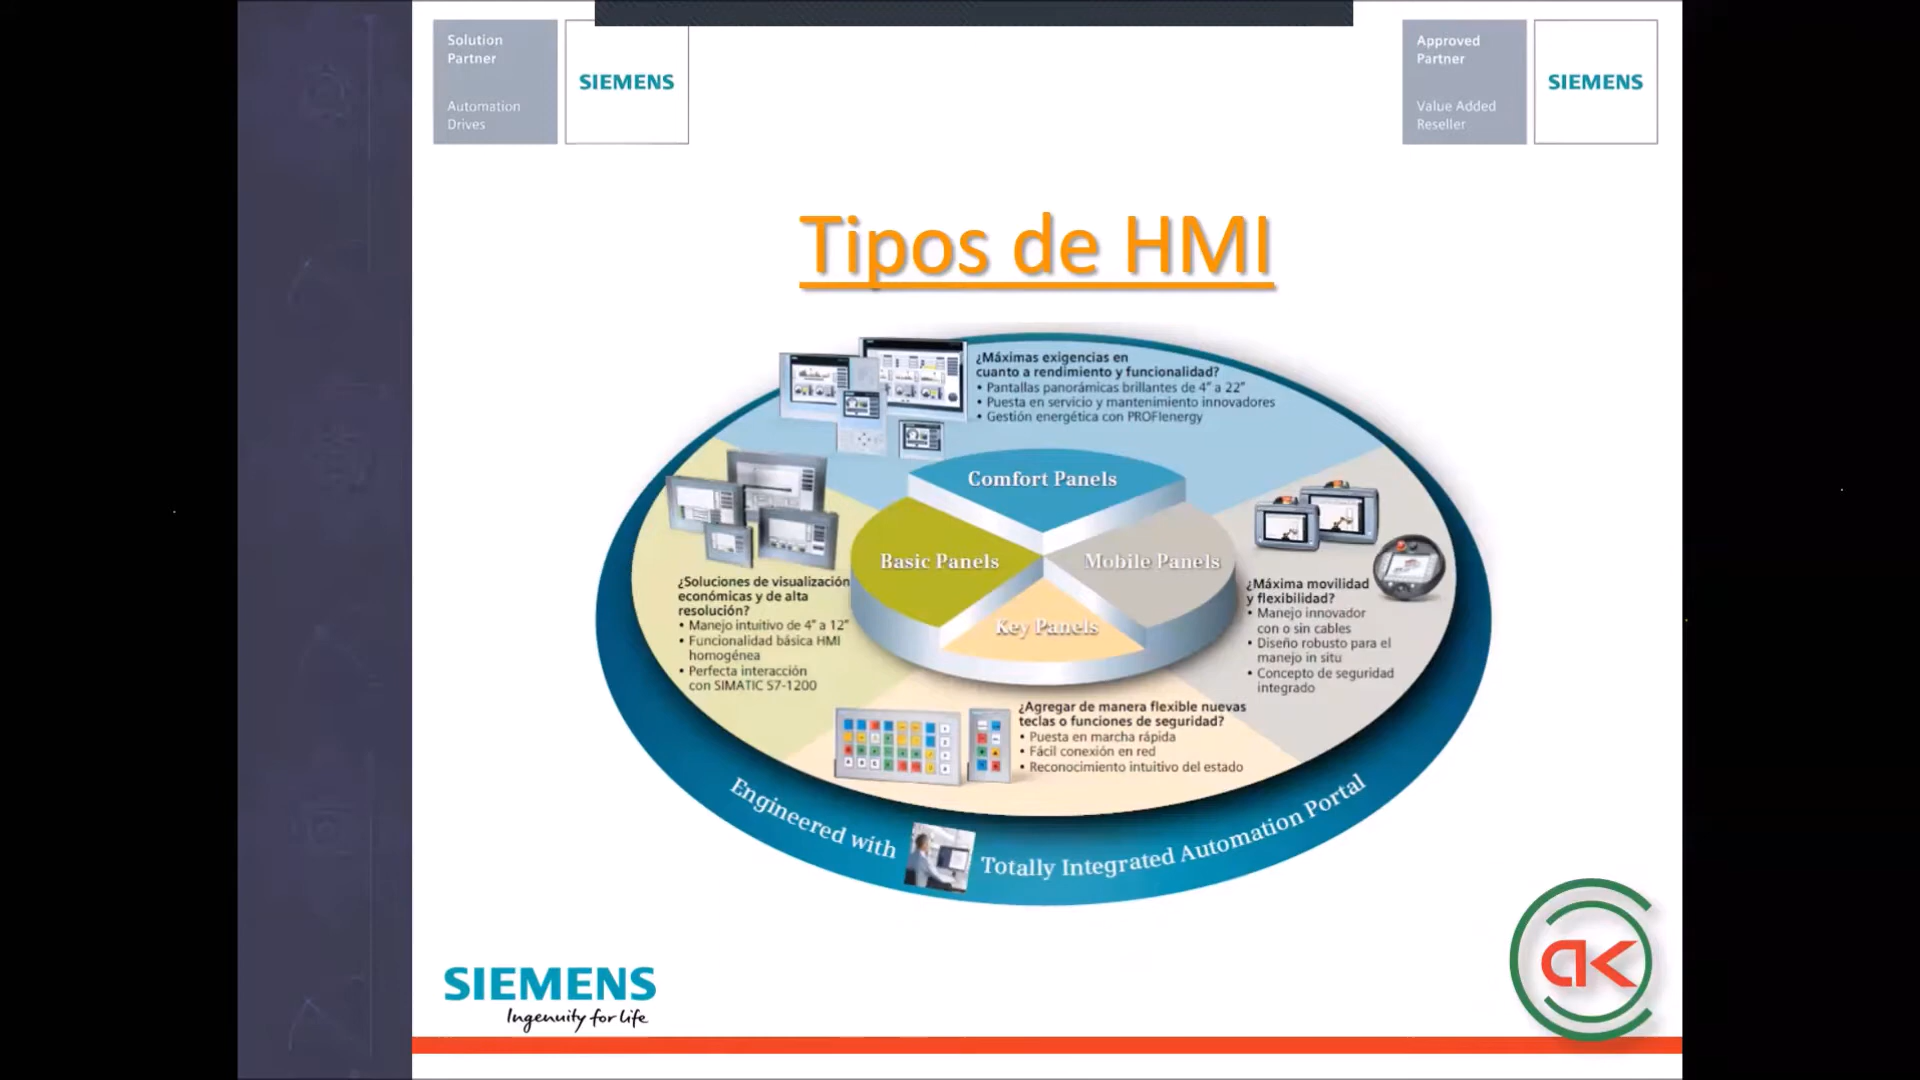 Solution
Partner
Automation
Drives
SIEMENS
Approved
Partner
Value Added
Reseller
SIEMENS
Tipos de HMI
¿Máximas exigencias en
cuanto a rendimiento y funcionalidad?
• Pantallas panorámicas brillantes de 4" a 22"
• Puesta en servicio y mantenimiento innovadores
• Gestión energética con PROFIenergy
Comfort Panels
Basic Panels
Mobile Panels
Key Panels
¿Soluciones de visualización
económicas y de alta
resolución?
• Manejo intuitivo de 4" a 12"
• Funcionalidad básica HMI
homogénea
• Perfecta interacción
con SIMATIC S7-1200
¿Máxima movilidad
y flexibilidad?
• Manejo innovador
con o sin cables
• Diseño robusto para el
manejo in situ
• Concepto de seguridad
integrado
¿Agregar de manera flexible nuevas
teclas o funciones de seguridad?
• Puesta en marcha rápida
• Fácil conexión en red
• Reconocimiento intuitivo del estado
Engineered with Totally Integrated Automation Portal
SIEMENS
Ingenuity for life